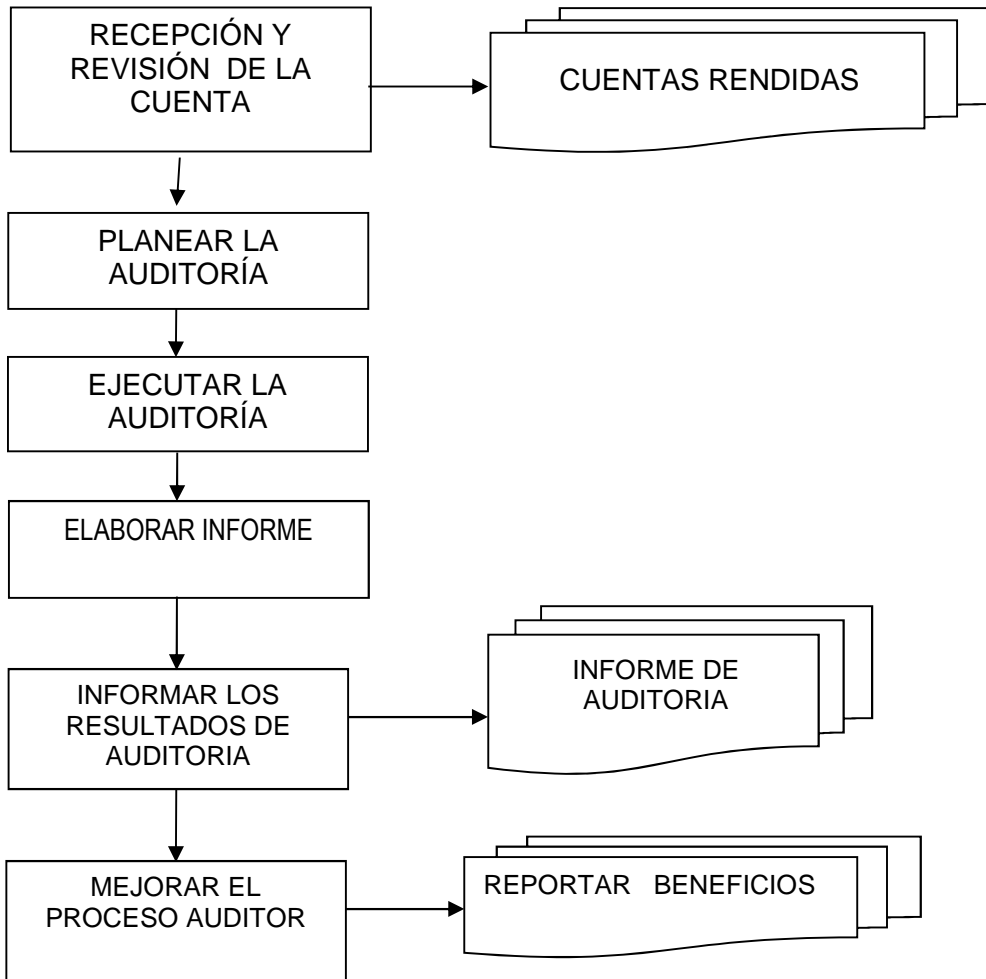 RECEPCIÓN Y
REVISIÓN DE LA
CUENTA
CUENTAS RENDIDAS
PLANEAR LA
AUDITORÍA
EJECUTAR LA
AUDITORÍA
ELABORAR INFORME
INFORMAR LOS
RESULTADOS DE
AUDITORIA
INFORME DE
AUDITORIA
MEJORAR EL
PROCESO AUDITOR
REPORTAR BENEFICIOS